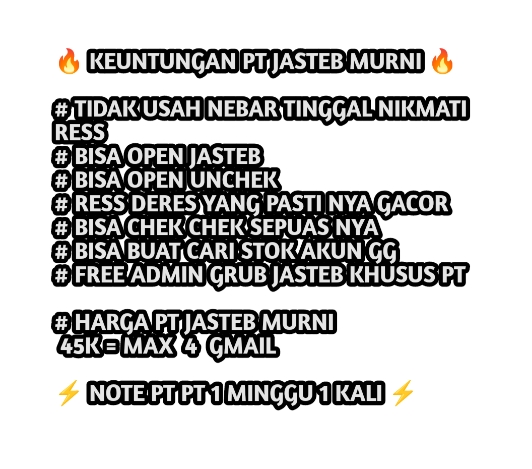 🔥 KEUNTUNGAN PT JASTEB MURNI 🔥
# TIDAK USAH NEBAR TINGGAL NIKMATI
RESS
# BISA OPEN JASTEB
# BISA OPEN UNCHEK
# RESS DERES YANG PASTI NYA GACOR
# BISA CHEK CHEK SEPUAS NYA
# BISA BUAT CARI STOK AKUN GG
# FREE ADMIN GRUB JASTEB KHUSUS PT
# HARGA PT JASTEB MURNI
45K = MAX 4 GMAIL
⚡ NOTE PT PT 1 MINGGU 1 KALI ⚡